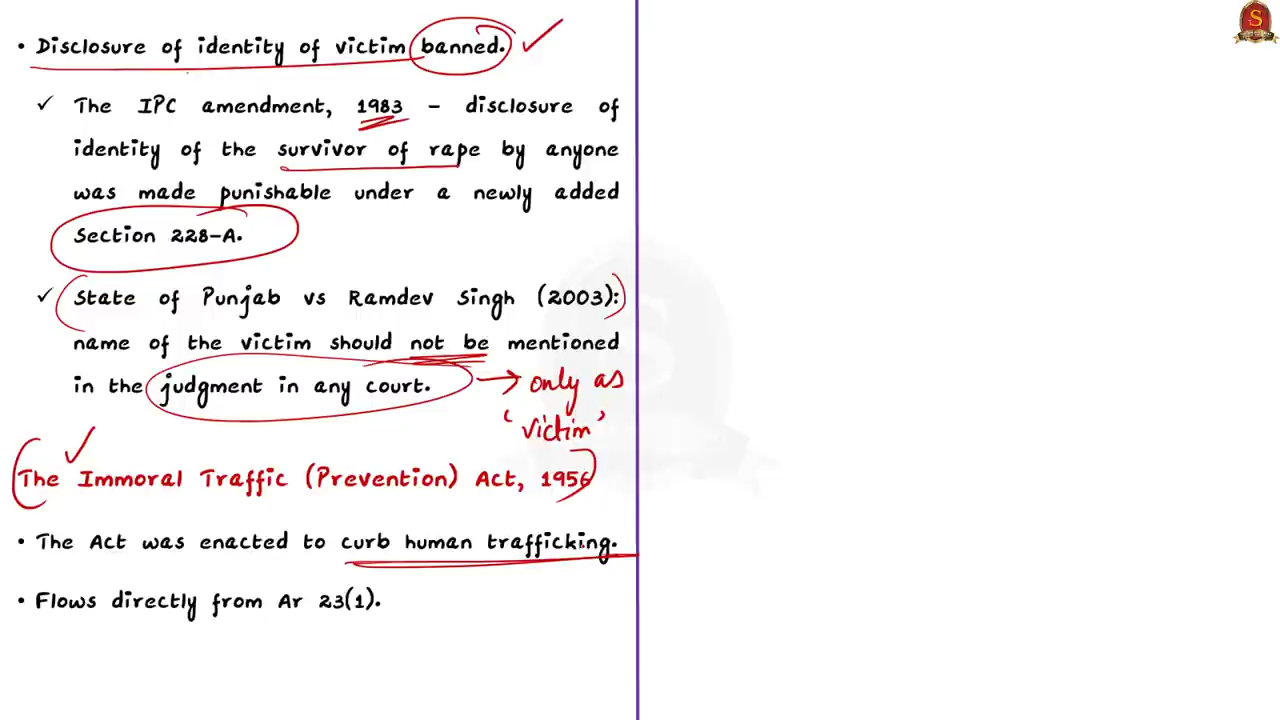 • Disclosure of identity of victim banned.
✓ The IPC amendment, 1983 – disclosure of
identity of the survivor of rape by anyone
was made punishable under a newly added
Section 228-A.
✓ State of Punjab vs Ramdev Singh (2003):
name of the victim should not be mentioned
in the judgment in any court. → only as
'victim'
The Immoral Traffic (Prevention) Act, 1956
• The Act was enacted to curb human trafficking.
• Flows directly from Ar 23(1).
S